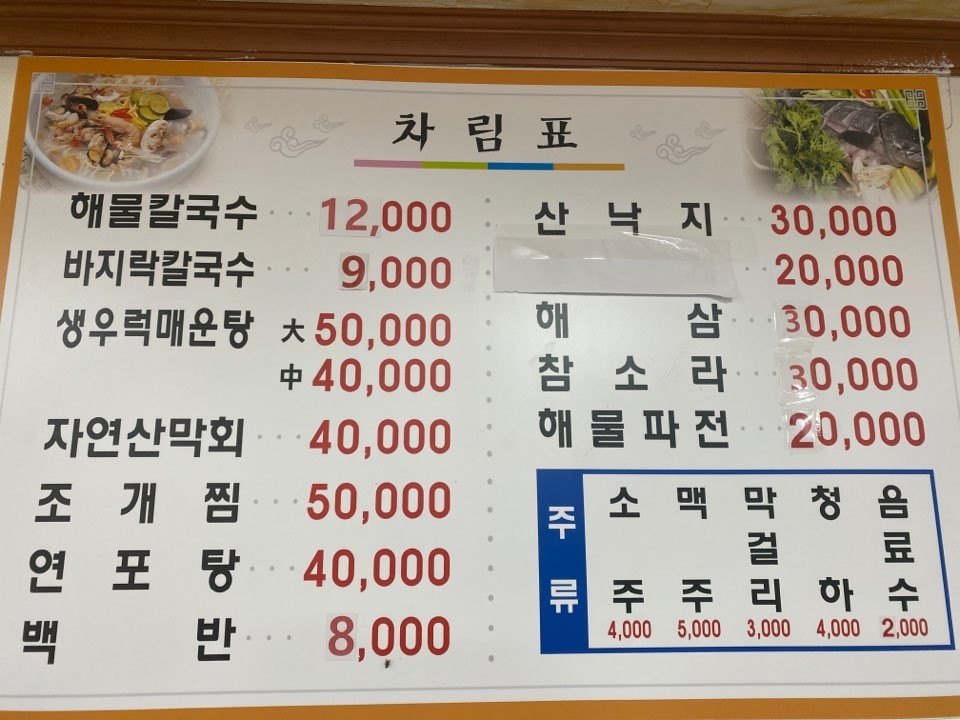 차림표
해물칼국수 ··· 12,000
바지락칼국수 ··· 9,000
생우럭매운탕 大 50,000
中 40,000
자연산막회 ··· 40,000
조개찜 ··· 50,000
연포탕 ··· 40,000
백반 ··· 8,000
산낙지 ··· 30,000
··· 20,000
해삼 ··· 30,000
참소라 ··· 30,000
해물파전 ··· 20,000
주류
소주 4,000
맥주 5,000
막걸리 3,000
청하 4,000
음료수 2,000